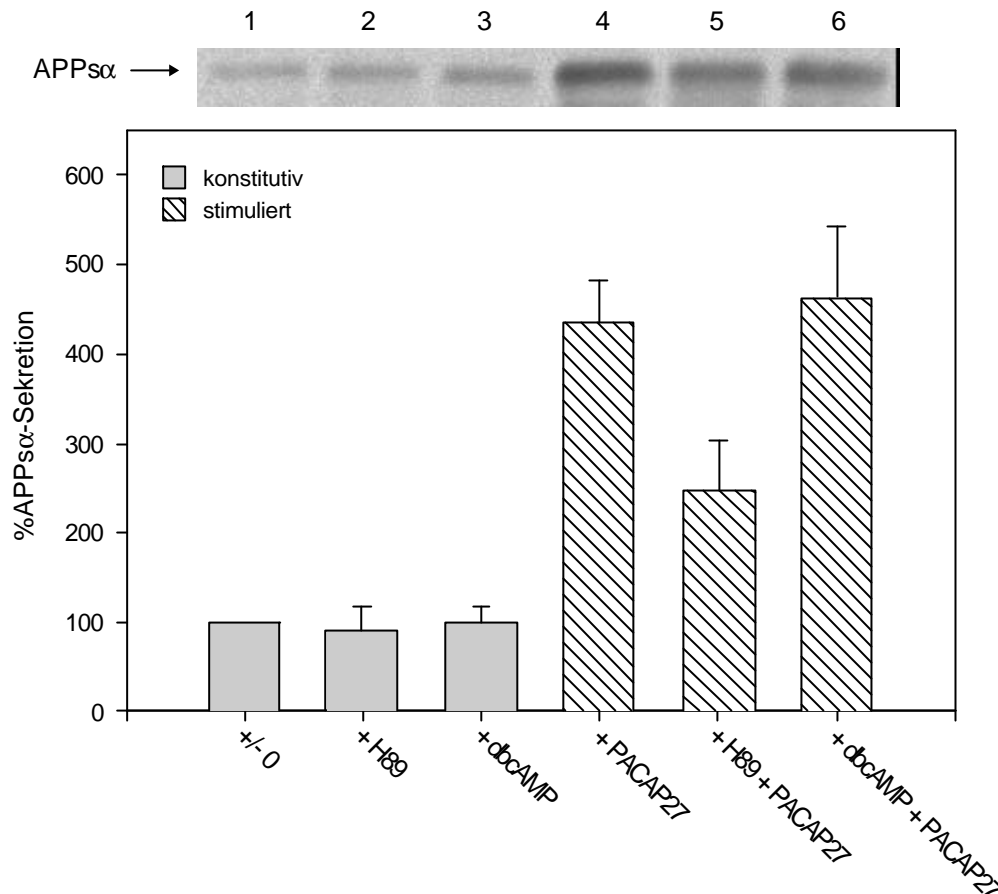 1 2 3 4 5 6
APPsα
600
konstitutiv
stimuliert
500
400
300
200
100
0
%APPsα-Sekretion
+/- 0
+ H89
+ dbcAMP
+ PACAP27
+ H89 + PACAP27
+ dbcAMP + PACAP27